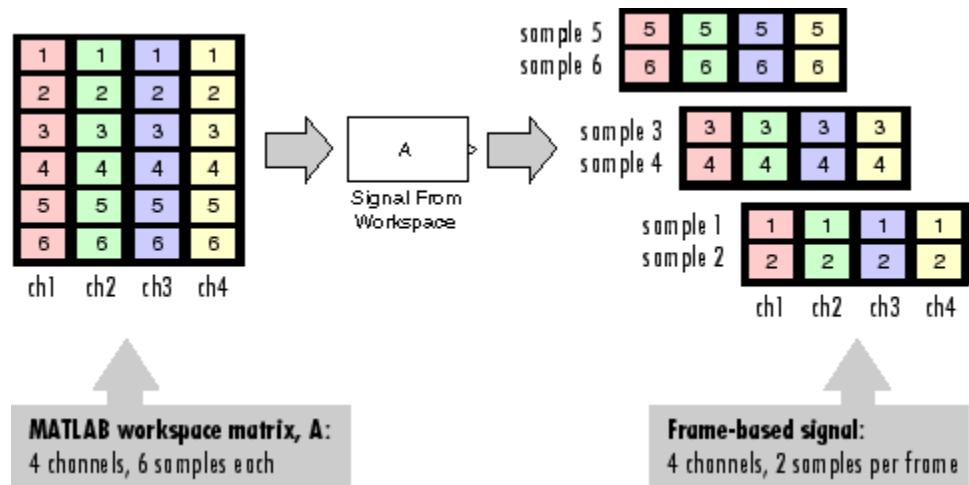 1 1 1 1
2 2 2 2
3 3 3 3
4 4 4 4
5 5 5 5
6 6 6 6
ch1 ch2 ch3 ch4
MATLAB workspace matrix, A:
4 channels, 6 samples each
A
Signal From
Workspace
sample 5 5 5 5 5
sample 6 6 6 6 6
sample 3 3 3 3 3
sample 4 4 4 4 4
sample 1 1 1 1 1
sample 2 2 2 2 2
ch1 ch2 ch3 ch4
Frame-based signal:
4 channels, 2 samples per frame